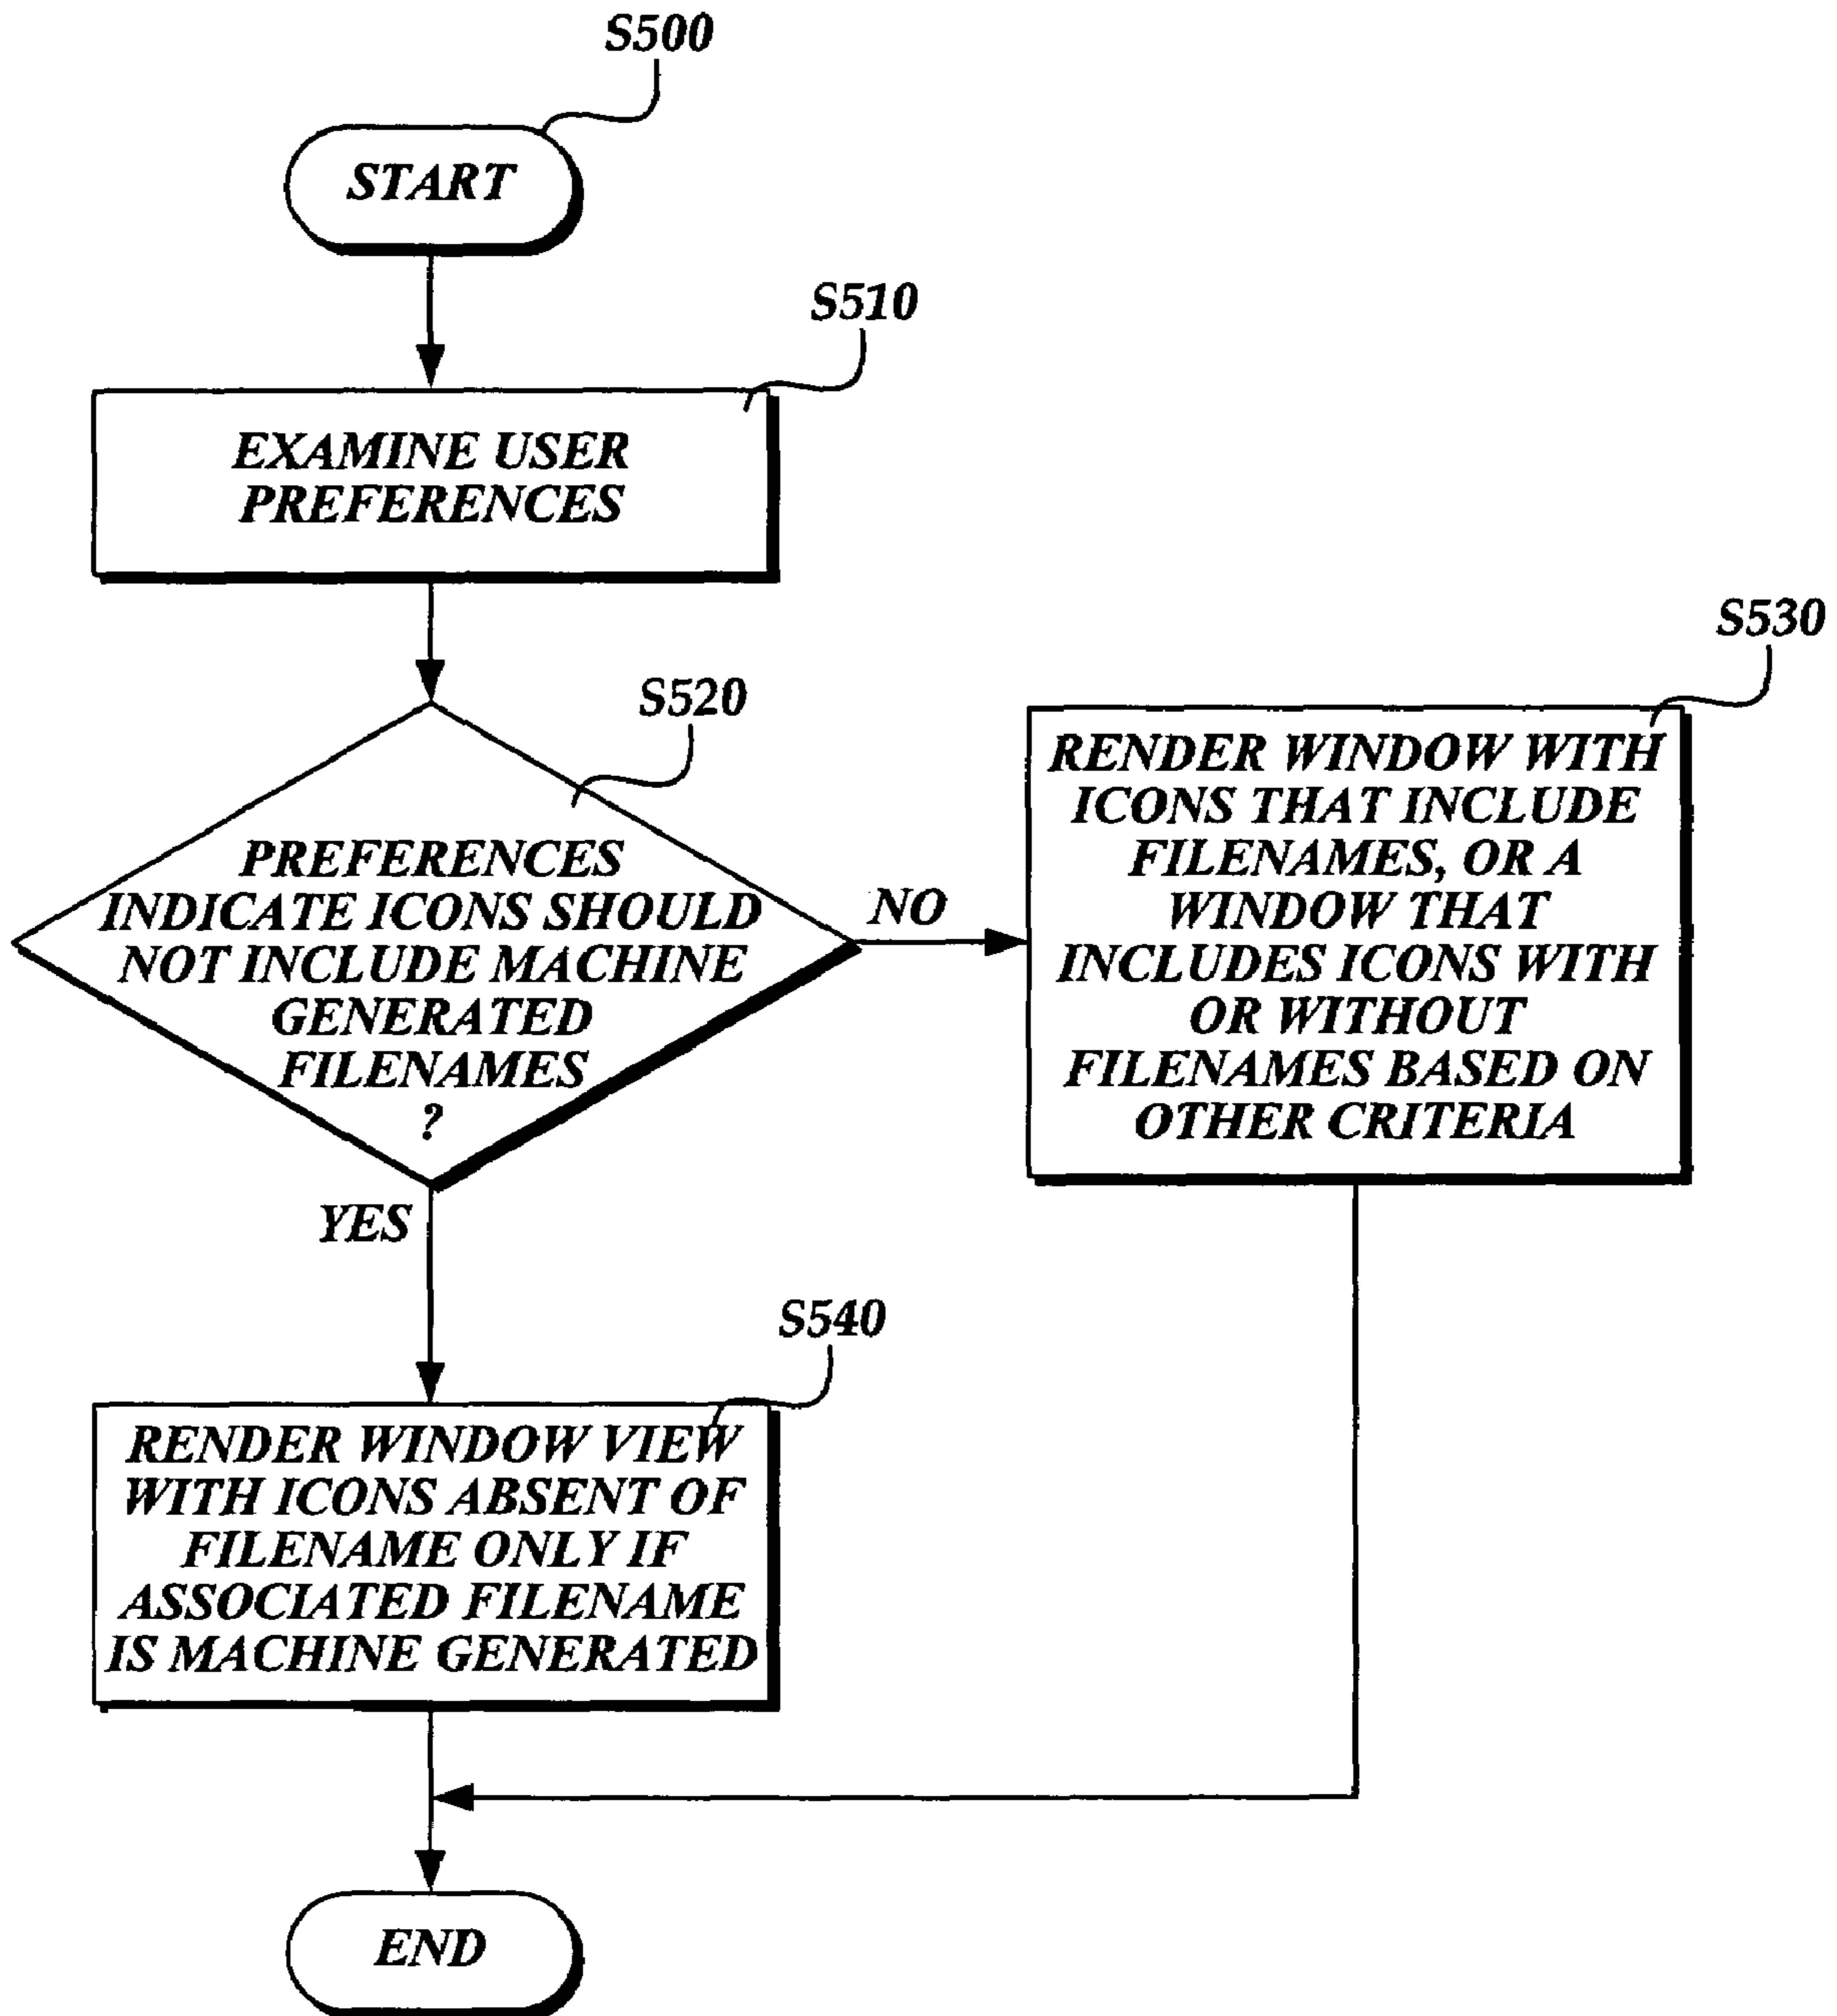 S500
START
S510
EXAMINE USER
PREFERENCES
S520
PREFERENCES
INDICATE ICONS SHOULD
NOT INCLUDE MACHINE
GENERATED
FILENAMES
?
NO
S530
RENDER WINDOW WITH
ICONS THAT INCLUDE
FILENAMES, OR A
WINDOW THAT
INCLUDES ICONS WITH
OR WITHOUT
FILENAMES BASED ON
OTHER CRITERIA
YES
S540
RENDER WINDOW VIEW
WITH ICONS ABSENT OF
FILENAME ONLY IF
ASSOCIATED FILENAME
IS MACHINE GENERATED
END